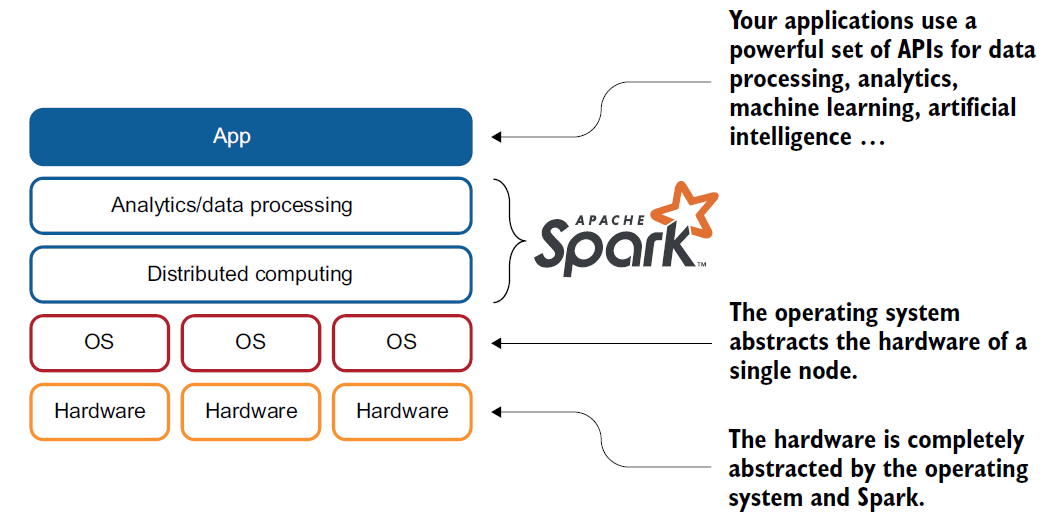 Your applications use a
powerful set of APIs for data
processing, analytics,
machine learning, artificial
intelligence …
App
Analytics/data processing
APACHE
Spark™
Distributed computing
OS OS OS
The operating system
abstracts the hardware of a
single node.
Hardware Hardware Hardware
The hardware is completely
abstracted by the operating
system and Spark.